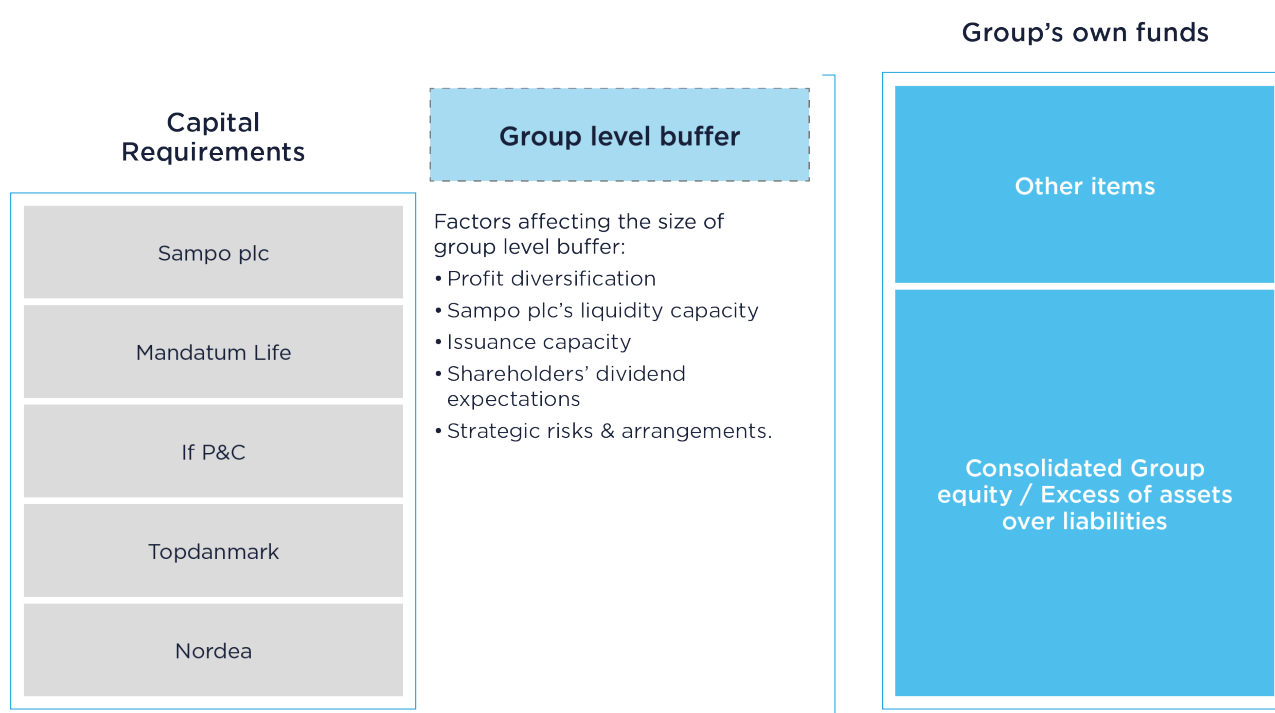 Capital
Requirements
Sampo plc
Mandatum Life
If P&C
Topdanmark
Nordea
Group level buffer
Factors affecting the size of
group level buffer:
• Profit diversification
• Sampo plc’s liquidity capacity
• Issuance capacity
• Shareholders’ dividend
expectations
• Strategic risks & arrangements.
Group’s own funds
Other items
Consolidated Group
equity / Excess of assets
over liabilities